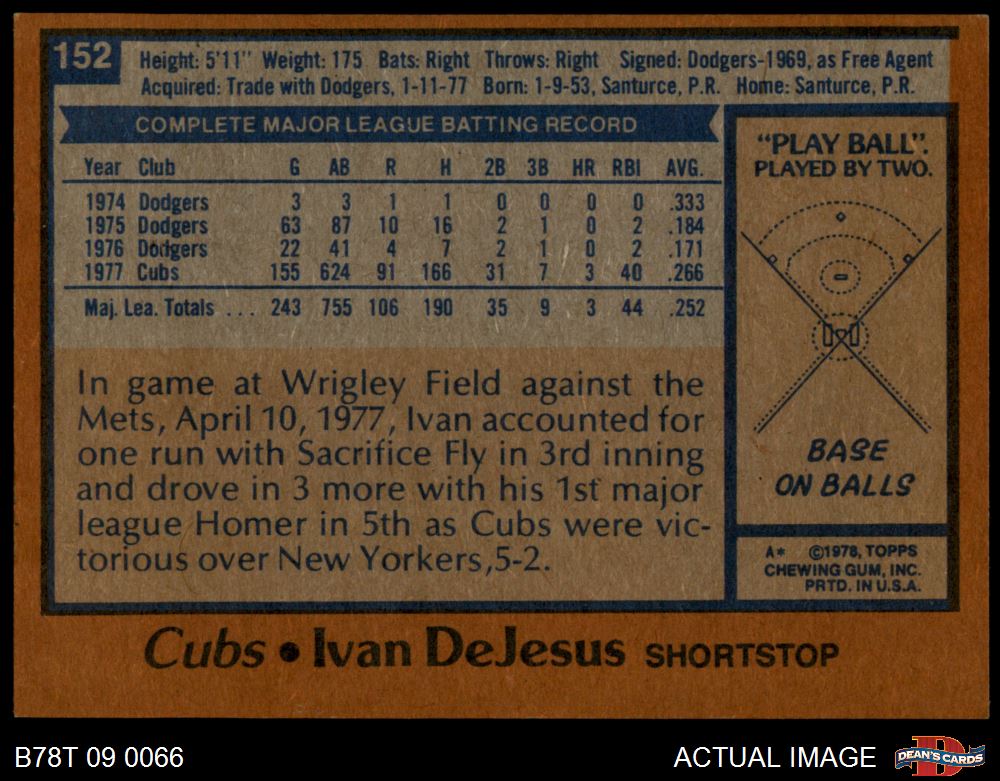 152
Height: 5'11" Weight: 175 Bats: Right Throws: Right Signed: Dodgers-1969, as Free Agent
Acquired: Trade with Dodgers, 1-11-77 Born: 1-9-53, Santurce, P.R. Home: Santurce, P.R.
COMPLETE MAJOR LEAGUE BATTING RECORD
Year Club G AB R H 2B 3B HR RBI AVG.
1974 Dodgers 3 3 1 1 0 0 0 0 .333
1975 Dodgers 63 87 10 16 2 1 0 2 .184
1976 Dodgers 22 41 4 7 2 1 0 2 .171
1977 Cubs 155 624 91 166 31 7 3 40 .266
Maj. Lea. Totals ... 243 755 106 190 35 9 3 44 .252
In game at Wrigley Field against the
Mets, April 10, 1977, Ivan accounted for
one run with Sacrifice Fly in 3rd inning
and drove in 3 more with his 1st major
league Homer in 5th as Cubs were vic-
torious over New Yorkers,5-2.
"PLAY BALL".
PLAYED BY TWO.
BASE
ON BALLS
A* ©1978, TOPPS
CHEWING GUM, INC.
PRTD. IN U.S.A.
Cubs • Ivan DeJesus SHORTSTOP
B78T 09 0066
ACTUAL IMAGE
D
DEAN'S CARDS